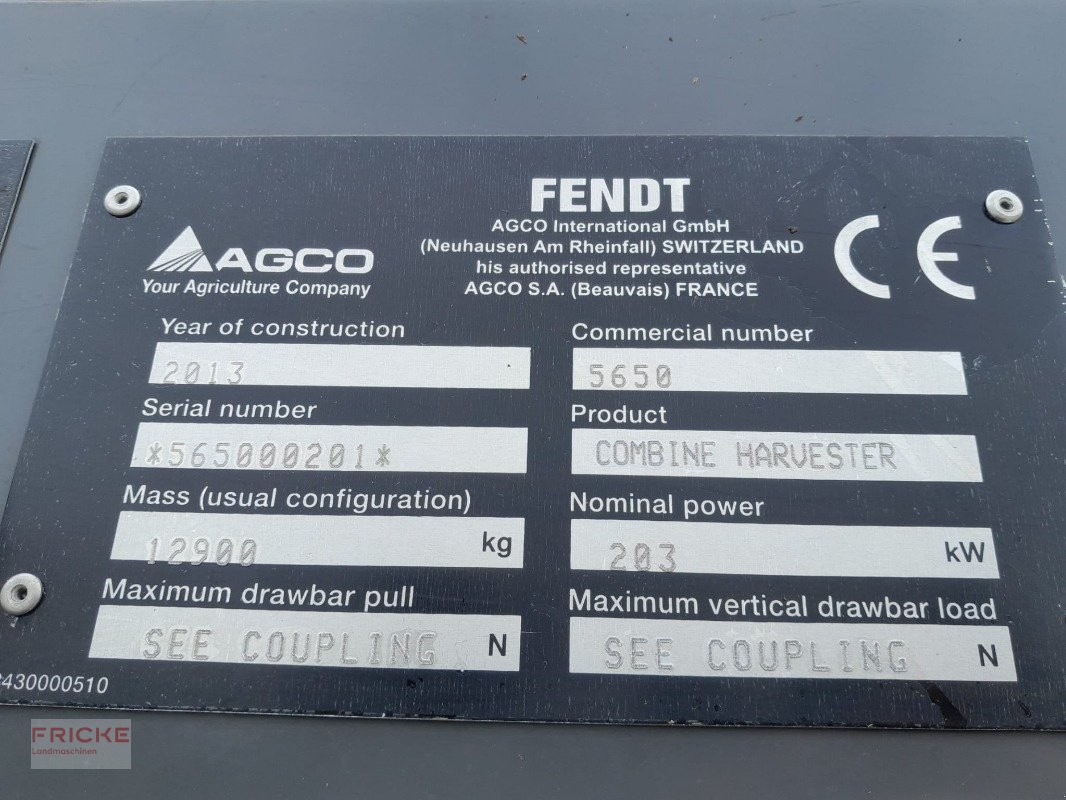 FENDT
AGCO International GmbH
(Neuhausen Am Rheinfall) SWITZERLAND
his authorised representative
AGCO S.A. (Beauvais) FRANCE
CE
AGCO
Your Agriculture Company
Year of construction
2013
Commercial number
5650
Serial number
*565000201*
Product
COMBINE HARVESTER
Mass (usual configuration)
12900 kg
Nominal power
203 kW
Maximum drawbar pull
SEE COUPLING N
Maximum vertical drawbar load
SEE COUPLING N
430000510
FRICKE
Landmaschinen